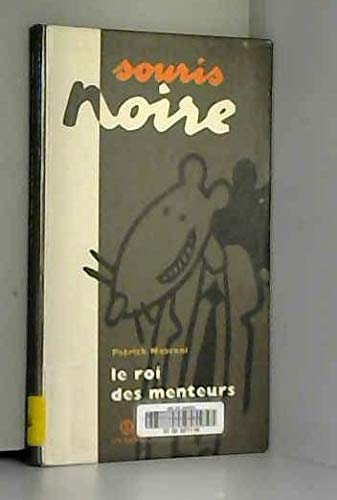 souris
noire
Patrick Mosconi
le roi
des menteurs